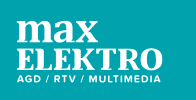 max
ELEKTRO
AGD / RTV / MULTIMEDIA